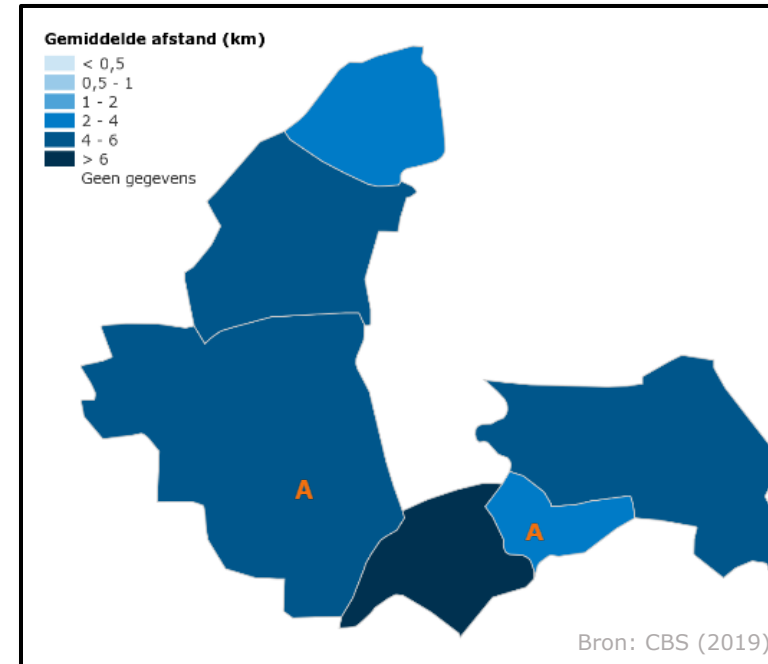 Gemiddelde afstand (km)
< 0,5
0,5 - 1
1 - 2
2 - 4
4 - 6
> 6
Geen gegevens
A
A
Bron: CBS (2019)